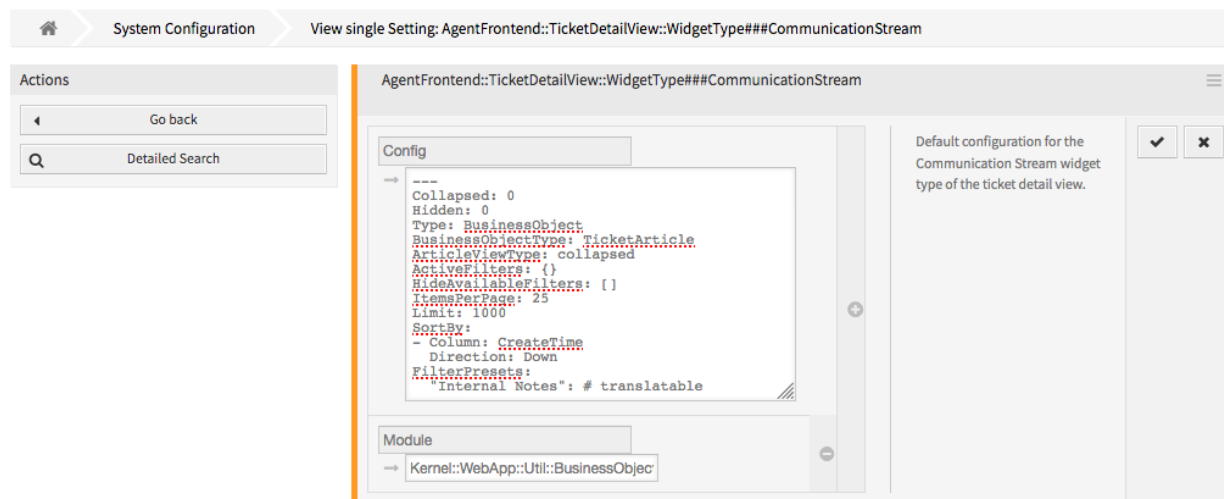 System Configuration
View single Setting: AgentFrontend::TicketDetailView::WidgetType###CommunicationStream
Actions
Go back
Detailed Search
AgentFrontend::TicketDetailView::WidgetType###CommunicationStream
Config
---
Collapsed: 0
Hidden: 0
Type: BusinessObject
BusinessObjectType: TicketArticle
ArticleViewType: collapsed
ActiveFilters: {}
HideAvailableFilters: []
ItemsPerPage: 25
Limit: 1000
SortBy:
- Column: CreateTime
  Direction: Down
FilterPresets:
  "Internal Notes": # translatable
Default configuration for the
Communication Stream widget
type of the ticket detail view.
Module
Kernel::WebApp::Util::BusinessObject